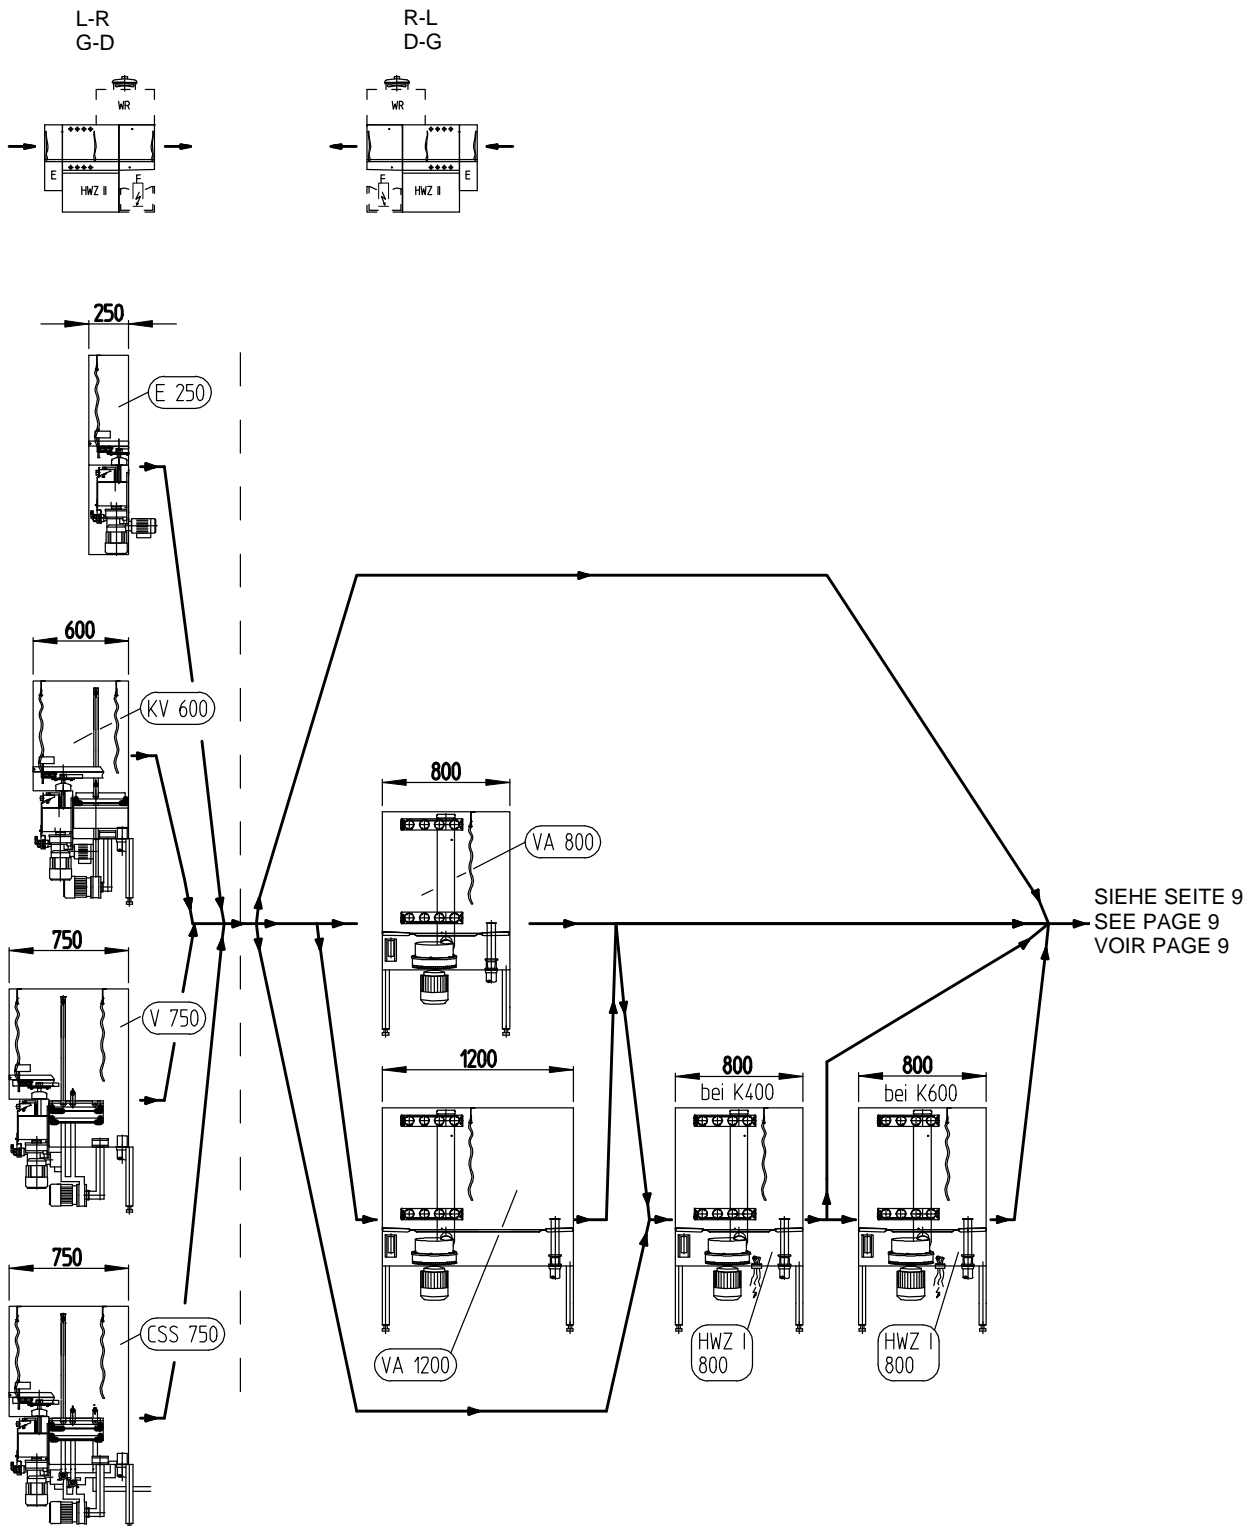 L-R
G-D
R-L
D-G
WR
WR
E
F
HWZ II
F
HWZ II
E
250
E 250
600
KV 600
800
VA 800
SIEHE SEITE 9
SEE PAGE 9
VOIR PAGE 9
750
V 750
1200
800
bei K400
800
bei K600
750
CSS 750
VA 1200
HWZ I
800
HWZ I
800